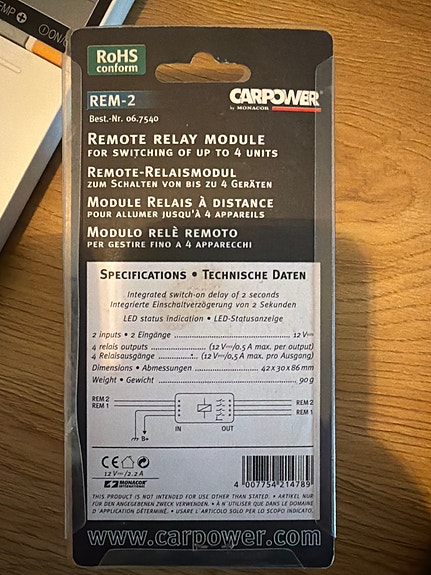 EMP
ON/
RoHS
conform
REM-2
CARPOWER
by MONACOR
Best.-Nr. 06.7540
REMOTE RELAY MODULE
FOR SWITCHING OF UP TO 4 UNITS
REMOTE-RELAISMODUL
ZUM SCHALTEN VON BIS ZU 4 GERÄTEN
MODULE RELAIS À DISTANCE
POUR ALLUMER JUSQU'À 4 APPAREILS
MODULO RELÈ REMOTO
PER GESTIRE FINO A 4 APPARECCHI
SPECIFICATIONS • TECHNISCHE DATEN
Integrated switch-on delay of 2 seconds
Integrierte Einschaltverzögerung von 2 Sekunden
LED status Indication • LED-Statusanzeige
2 inputs • 2 Eingänge 12 V
4 relais outputs (12 V/0,5 A max. per output)
4 Relaisausgänge (12 V/0,5 A max. pro Ausgang)
Dimensions • Abmessungen 42 x 30 x 86 mm
Weight • Gewicht 90 g
REM 2 REM 2
REM 1 REM 1
B+ IN OUT
CE
12 V/2.2 A
MONACOR
INTERNATIONAL
4 007754 214789
THIS PRODUCT IS NOT INTENDED FOR USE OTHER THAN STATED. • ARTIKEL NUR
FÜR DEN ANGEGEBENEN ZWECK VERWENDEN. • À N'UTILISER QUE DANS LE DOMAINE
D'APPLICATION DÉTERMINÉ. • USARE L'ARTICOLO SOLO PER LO SCOPO INDICATO.
www.carpower.com